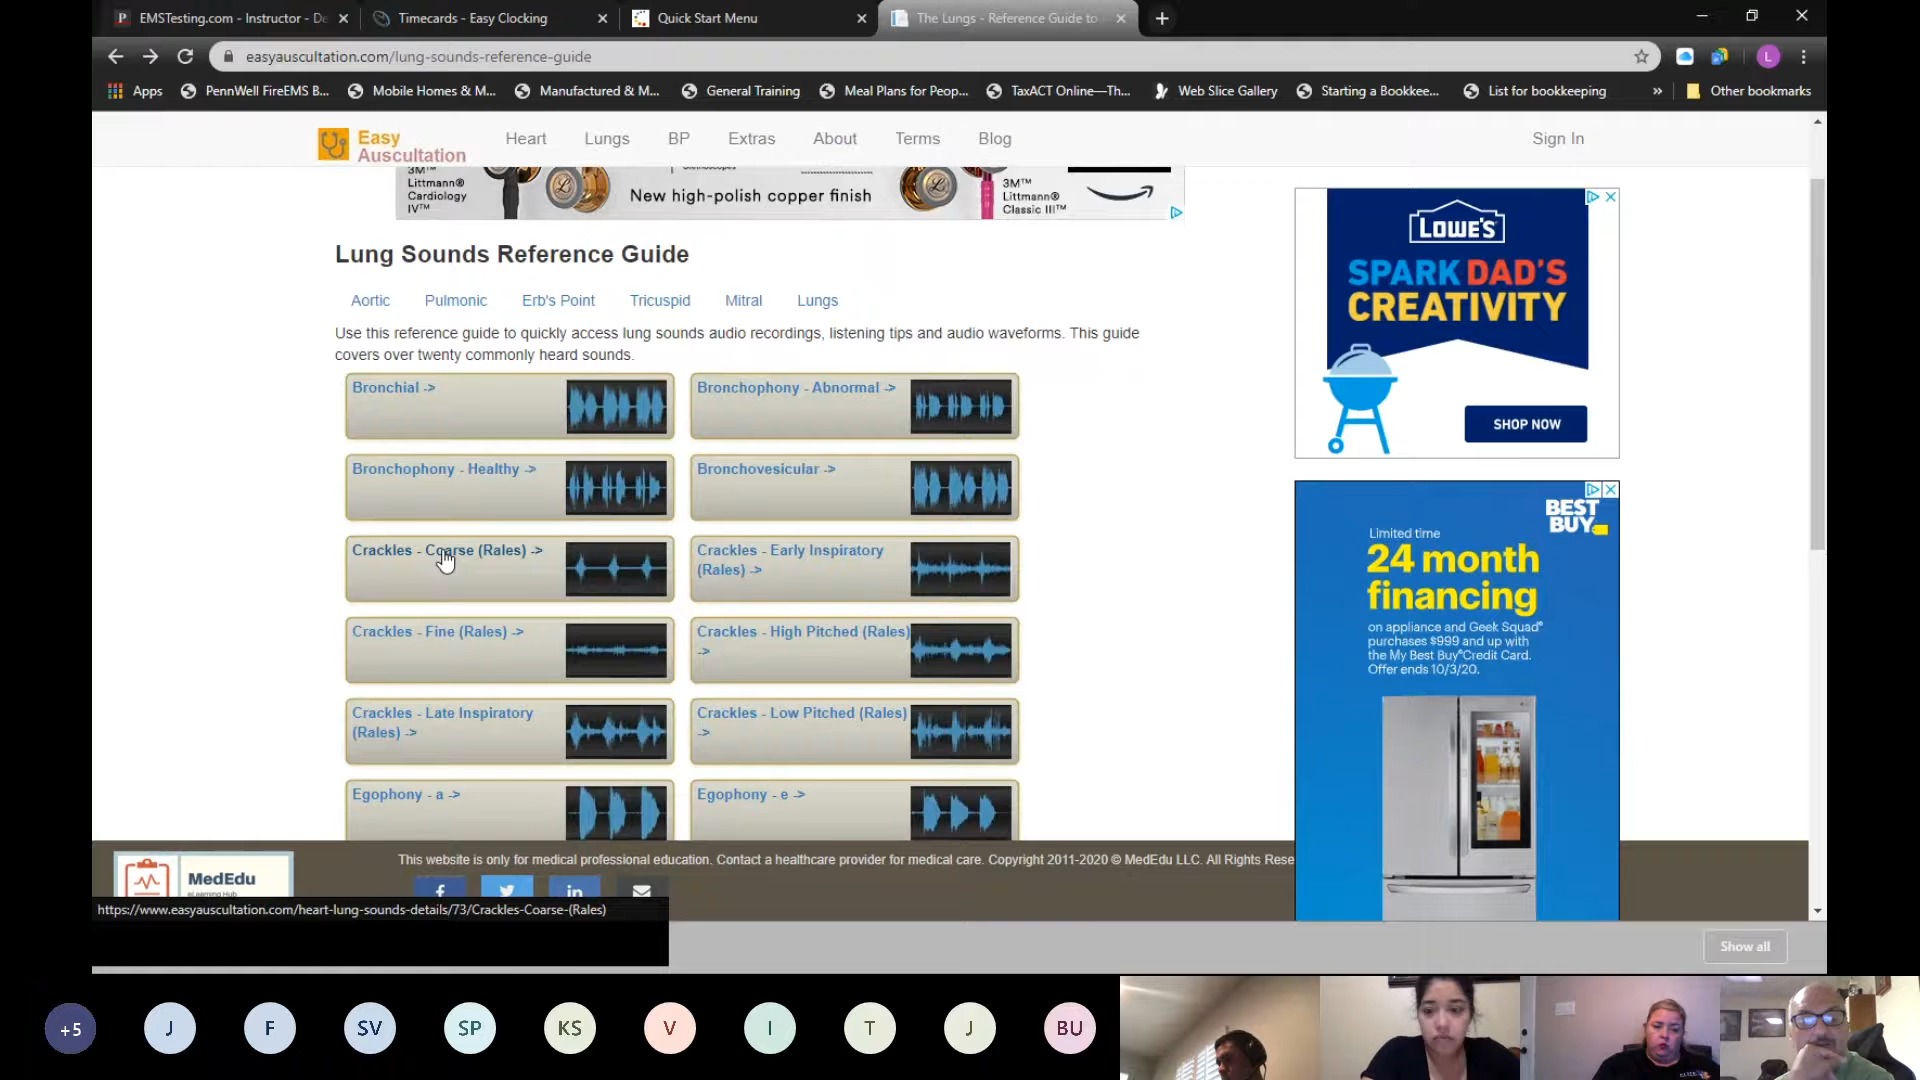 EMSTesting.com - Instructor - De
Timecards - Easy Clocking
Quick Start Menu
The Lungs - Reference Guide to
easyauscultation.com/lung-sounds-reference-guide
L
Apps
PennWell FireEMS B...
Mobile Homes & M...
Manufactured & M...
General Training
Meal Plans for Peop...
TaxACT Online—Th...
Web Slice Gallery
Starting a Bookkee...
List for bookkeeping
»
Other bookmarks
Easy
Auscultation
Heart
Lungs
BP
Extras
About
Terms
Blog
Sign In
3M™
Littmann®
Cardiology
IV™
New high-polish copper finish
3M™
Littmann®
Classic III™
Lung Sounds Reference Guide
Aortic
Pulmonic
Erb's Point
Tricuspid
Mitral
Lungs
Use this reference guide to quickly access lung sounds audio recordings, listening tips and audio waveforms. This guide
covers over twenty commonly heard sounds.
Bronchial ->
Bronchophony - Abnormal ->
Bronchophony - Healthy ->
Bronchovesicular ->
Crackles - Coarse (Rales) ->
Crackles - Early Inspiratory
(Rales) ->
Crackles - Fine (Rales) ->
Crackles - High Pitched (Rales)
->
Crackles - Late Inspiratory
(Rales) ->
Crackles - Low Pitched (Rales)
->
Egophony - a ->
Egophony - e ->
LOWE'S
SPARK DAD'S
CREATIVITY
SHOP NOW
BEST
BUY
Limited time
24 month
financing
on appliance and Geek Squad®
purchases $999 and up with
the My Best Buy® Credit Card.
Offer ends 10/3/20.
MedEdu
eLearning Hub
This website is only for medical professional education. Contact a healthcare provider for medical care. Copyright 2011-2020 © MedEdu LLC. All Rights Rese
https://www.easyauscultation.com/heart-lung-sounds-details/73/Crackles-Coarse-(Rales)
Show all
+5
J
F
SV
SP
KS
V
I
T
J
BU